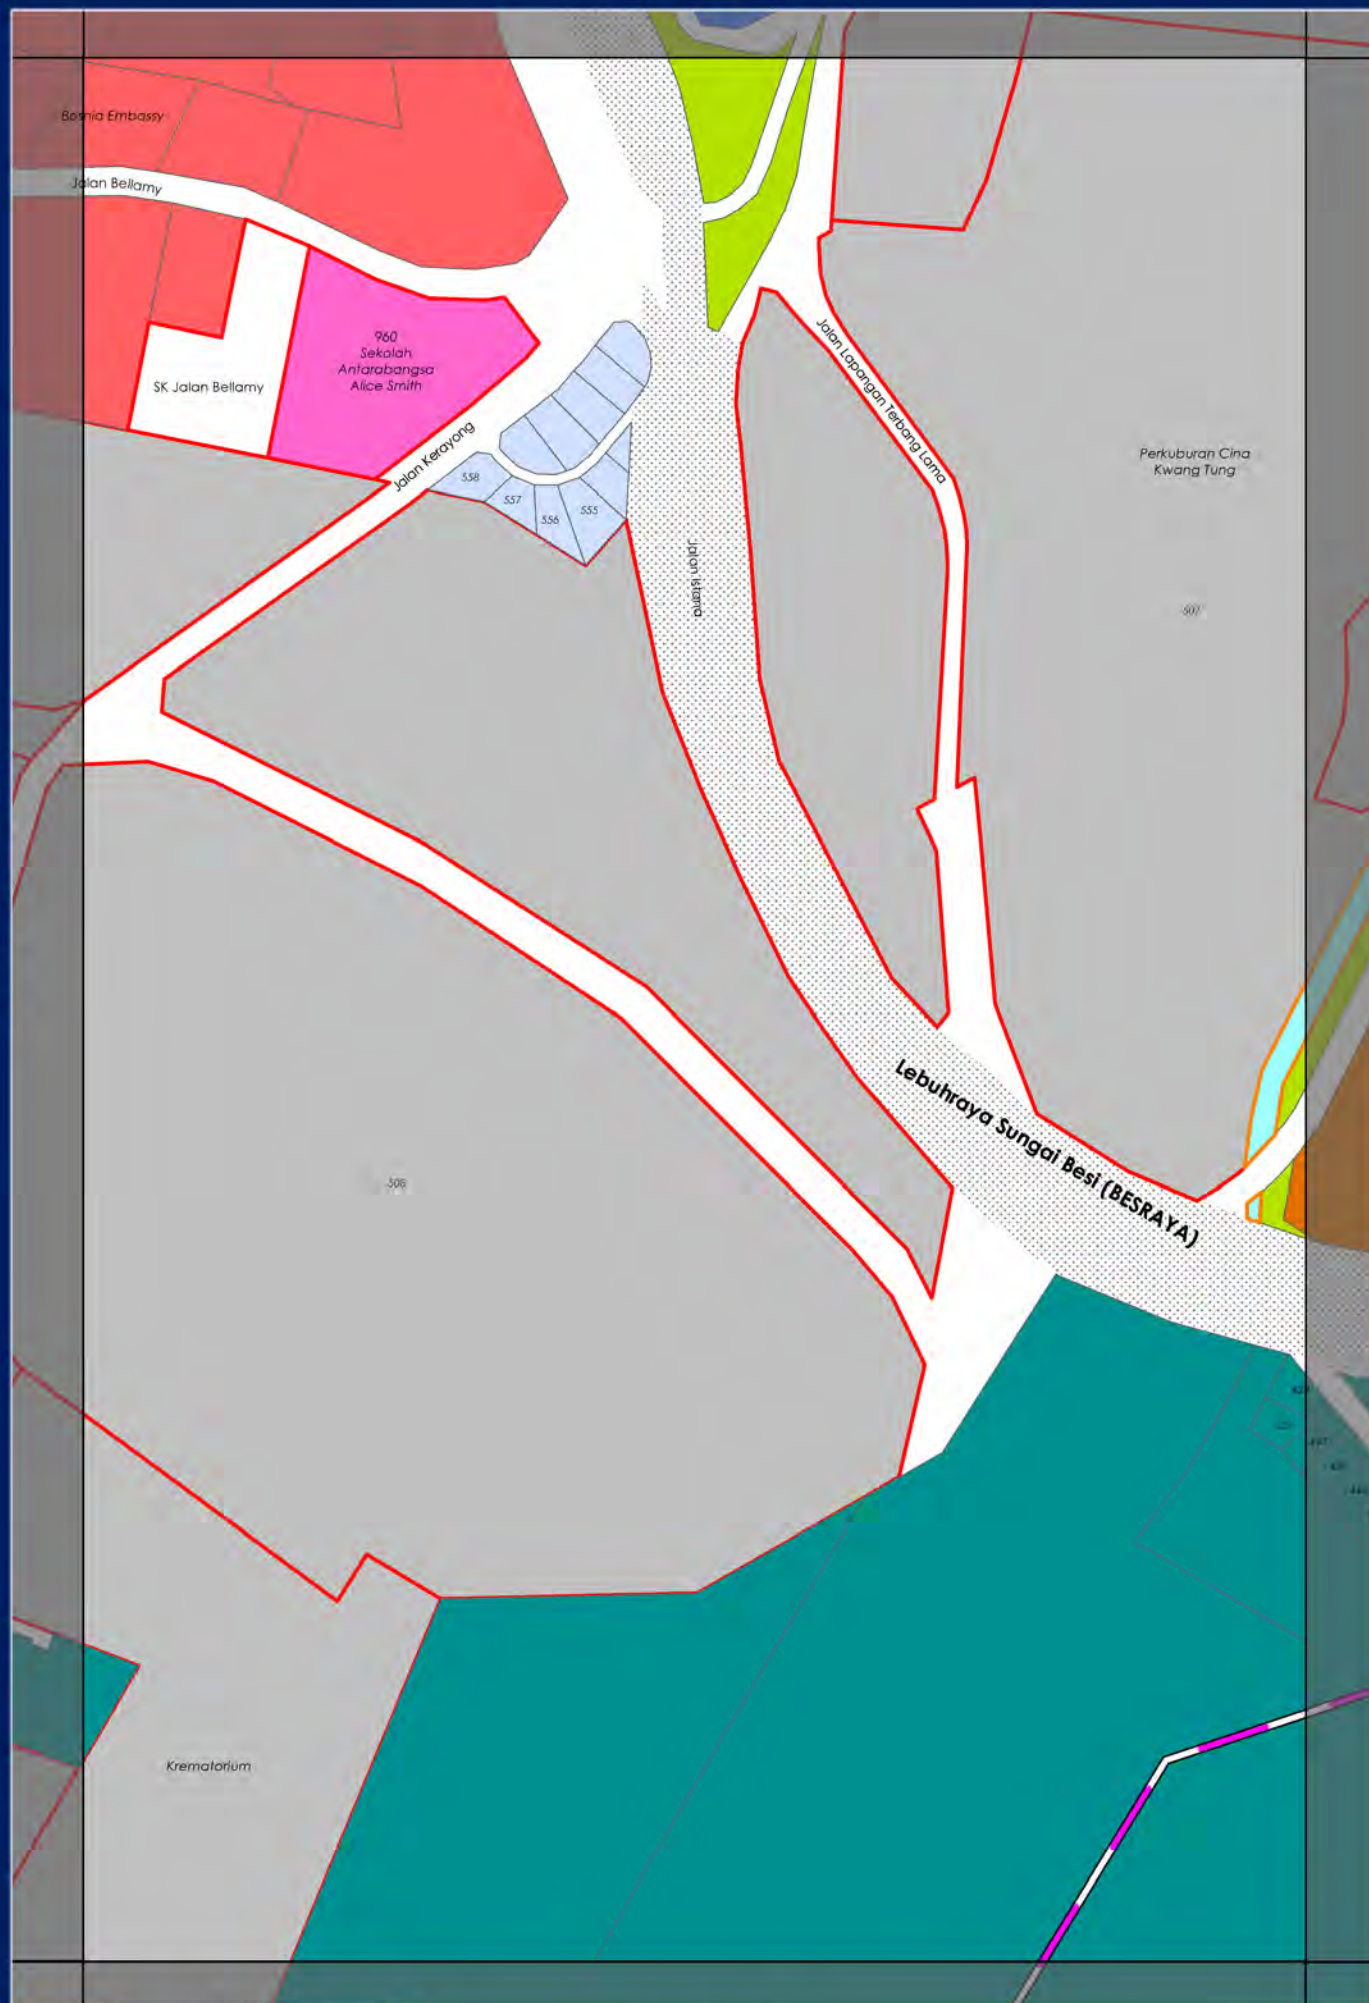 Bosnia Embassy
Jalan Bellamy
960
Sekolah
Antarabangsa
Alice Smith
SK Jalan Bellamy
Jalan Lapangan Terbang Lama
Jalan Kerayong
558
557
556
555
Perkuburan Cina
Kwang Tung
Jalan Istana
507
Lebuhraya Sungai Besi (BESRAYA)
508
Krematorium